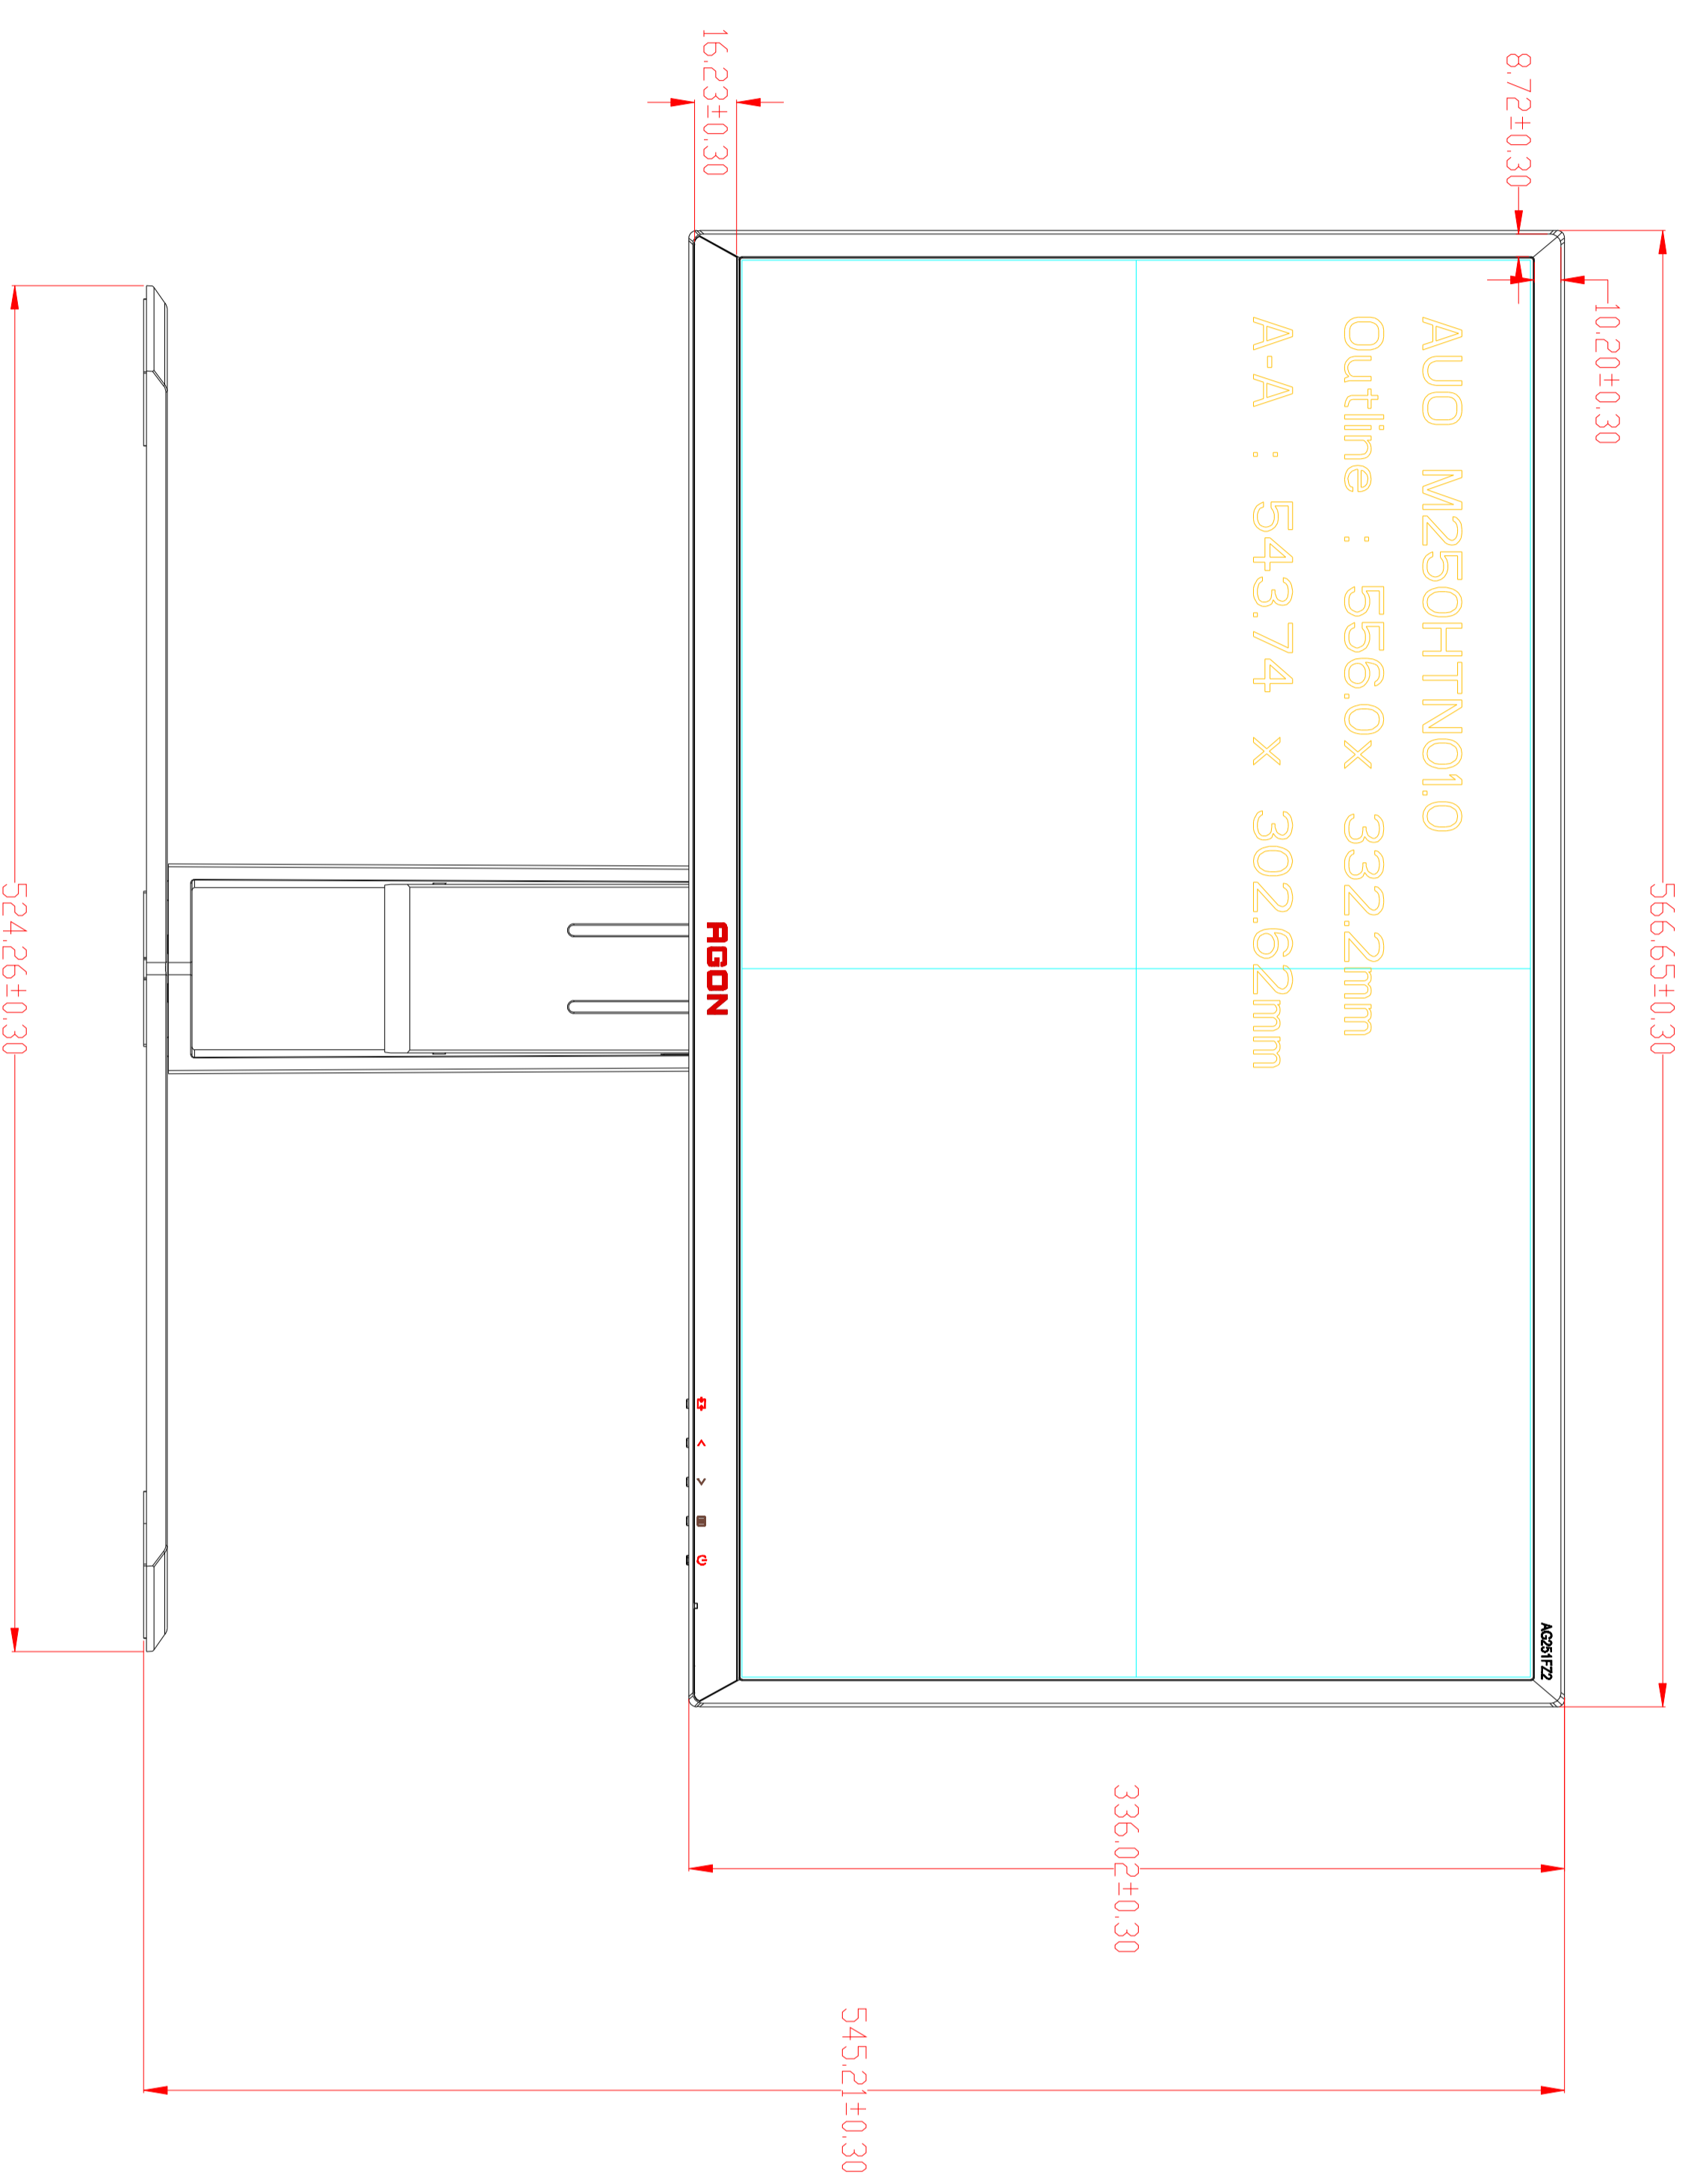 566.65±0.30
10.20±0.30
8.72±0.30
AG251FZ2
AUO M250HTN01.0
Outline : 556.0x 332.2mm
A-A : 543.74 x 302.62mm
336.02±0.30
545.21±0.30
16.23±0.30
AGON
524.26±0.30